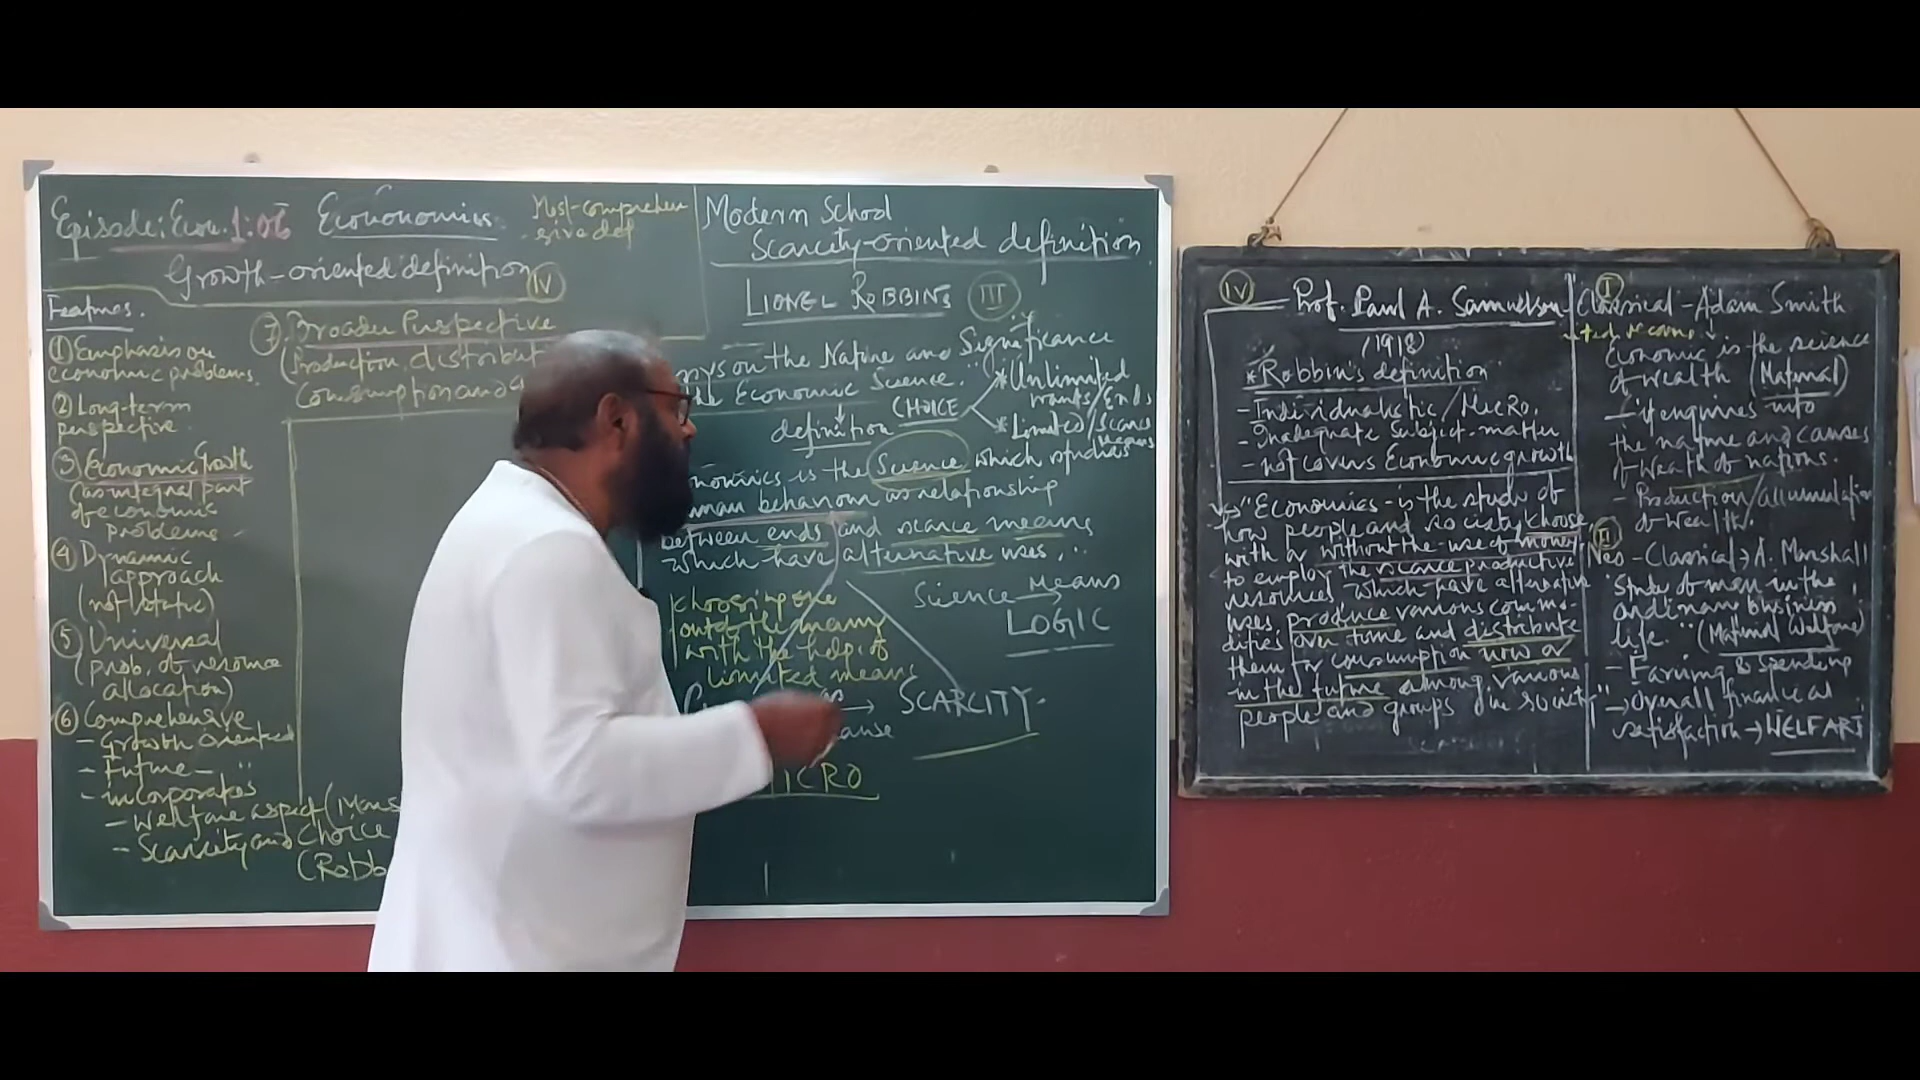 Episode: Econ. 1:06 Econonomics
Most-comprehen
sive def
Growth-oriented definition IV
Features.
① Emphasis on
economic problems.
② Long-term
perspective.
③ Economic Growth
(as integral part
of economic
problems
④ Dynamic
approach
(not static)
⑤ Universal
(prob. of resource
allocation)
⑥ Comprehensive
- Growth oriented
- Future - "
- incorporates
- Welfare aspect (Mars
- Scarcity and Choice
(Robb
⑦ Broader Perspective
(Production, distribut
Consumption and
Modern School
Scarcity-oriented definition
LIONEL ROBBINS III
says on the Nature and Significance
Economic Science."
definition
CHOICE
* Unlimited
wants/Ends
* Limited/Scarce
Means
nomics is the Science which studies
man behaviour as relationship
between ends and scarce means
which have alternative uses."
Science Means
LOGIC
choosing one
out of the many
with the help of
limited means
SCARCITY.
ause
ICRO
IV
Prof. Paul A. Samuelson
(1948)
* Robbin's definition
- Individualistic/Micro.
- Inadequate Subject-matter
- not covers Economic growth
"Economics is the study of
how people and society choose,
with or without the use of money
to employ the scarce productive
resources which have alternative
uses produce various commo-
dities over time and distribute
them for consumption now or
in the future among various
people and groups in society"
I
Classical - Adam Smith
Economic is the science
of wealth (Material)
- it enquires into
the nature and causes
of wealth of nations.
- Production/accumulation
of wealth.
II
Neo-Classical → A. Marshall
"Study of man in the
ordinary business
life." (Material Welfare)
- Earning & Spending
- Overall financial
satisfaction → WELFARE